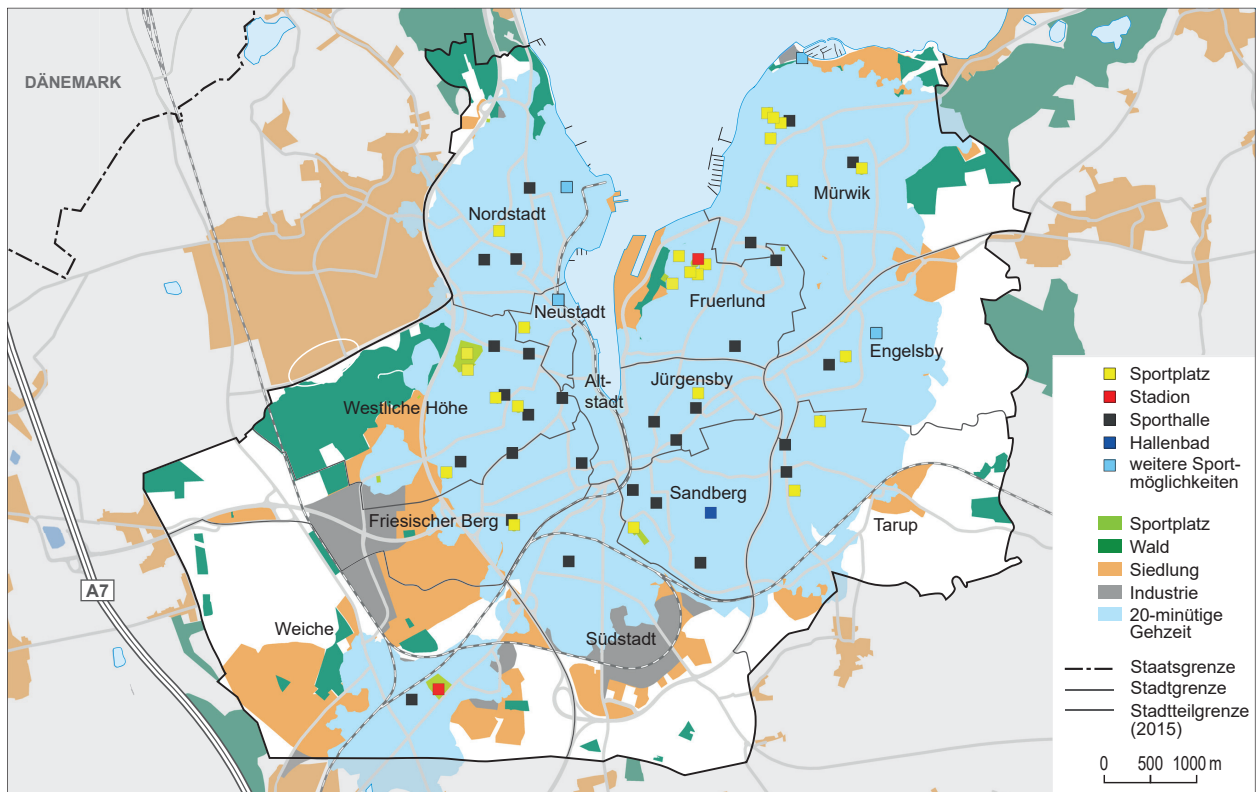 DÄNEMARK
Nordstadt
Mürwik
Neustadt
Fruerlund
Engelsby
Alt-
stadt
Jürgensby
Westliche Höhe
Sandberg
Friesischer Berg
Tarup
A7
Weiche
Südstadt
Sportplatz
Stadion
Sporthalle
Hallenbad
weitere Sport-
möglichkeiten
Sportplatz
Wald
Siedlung
Industrie
20-minütige
Gehzeit
Staatsgrenze
Stadtgrenze
Stadtteilgrenze
(2015)
0 500 1000 m